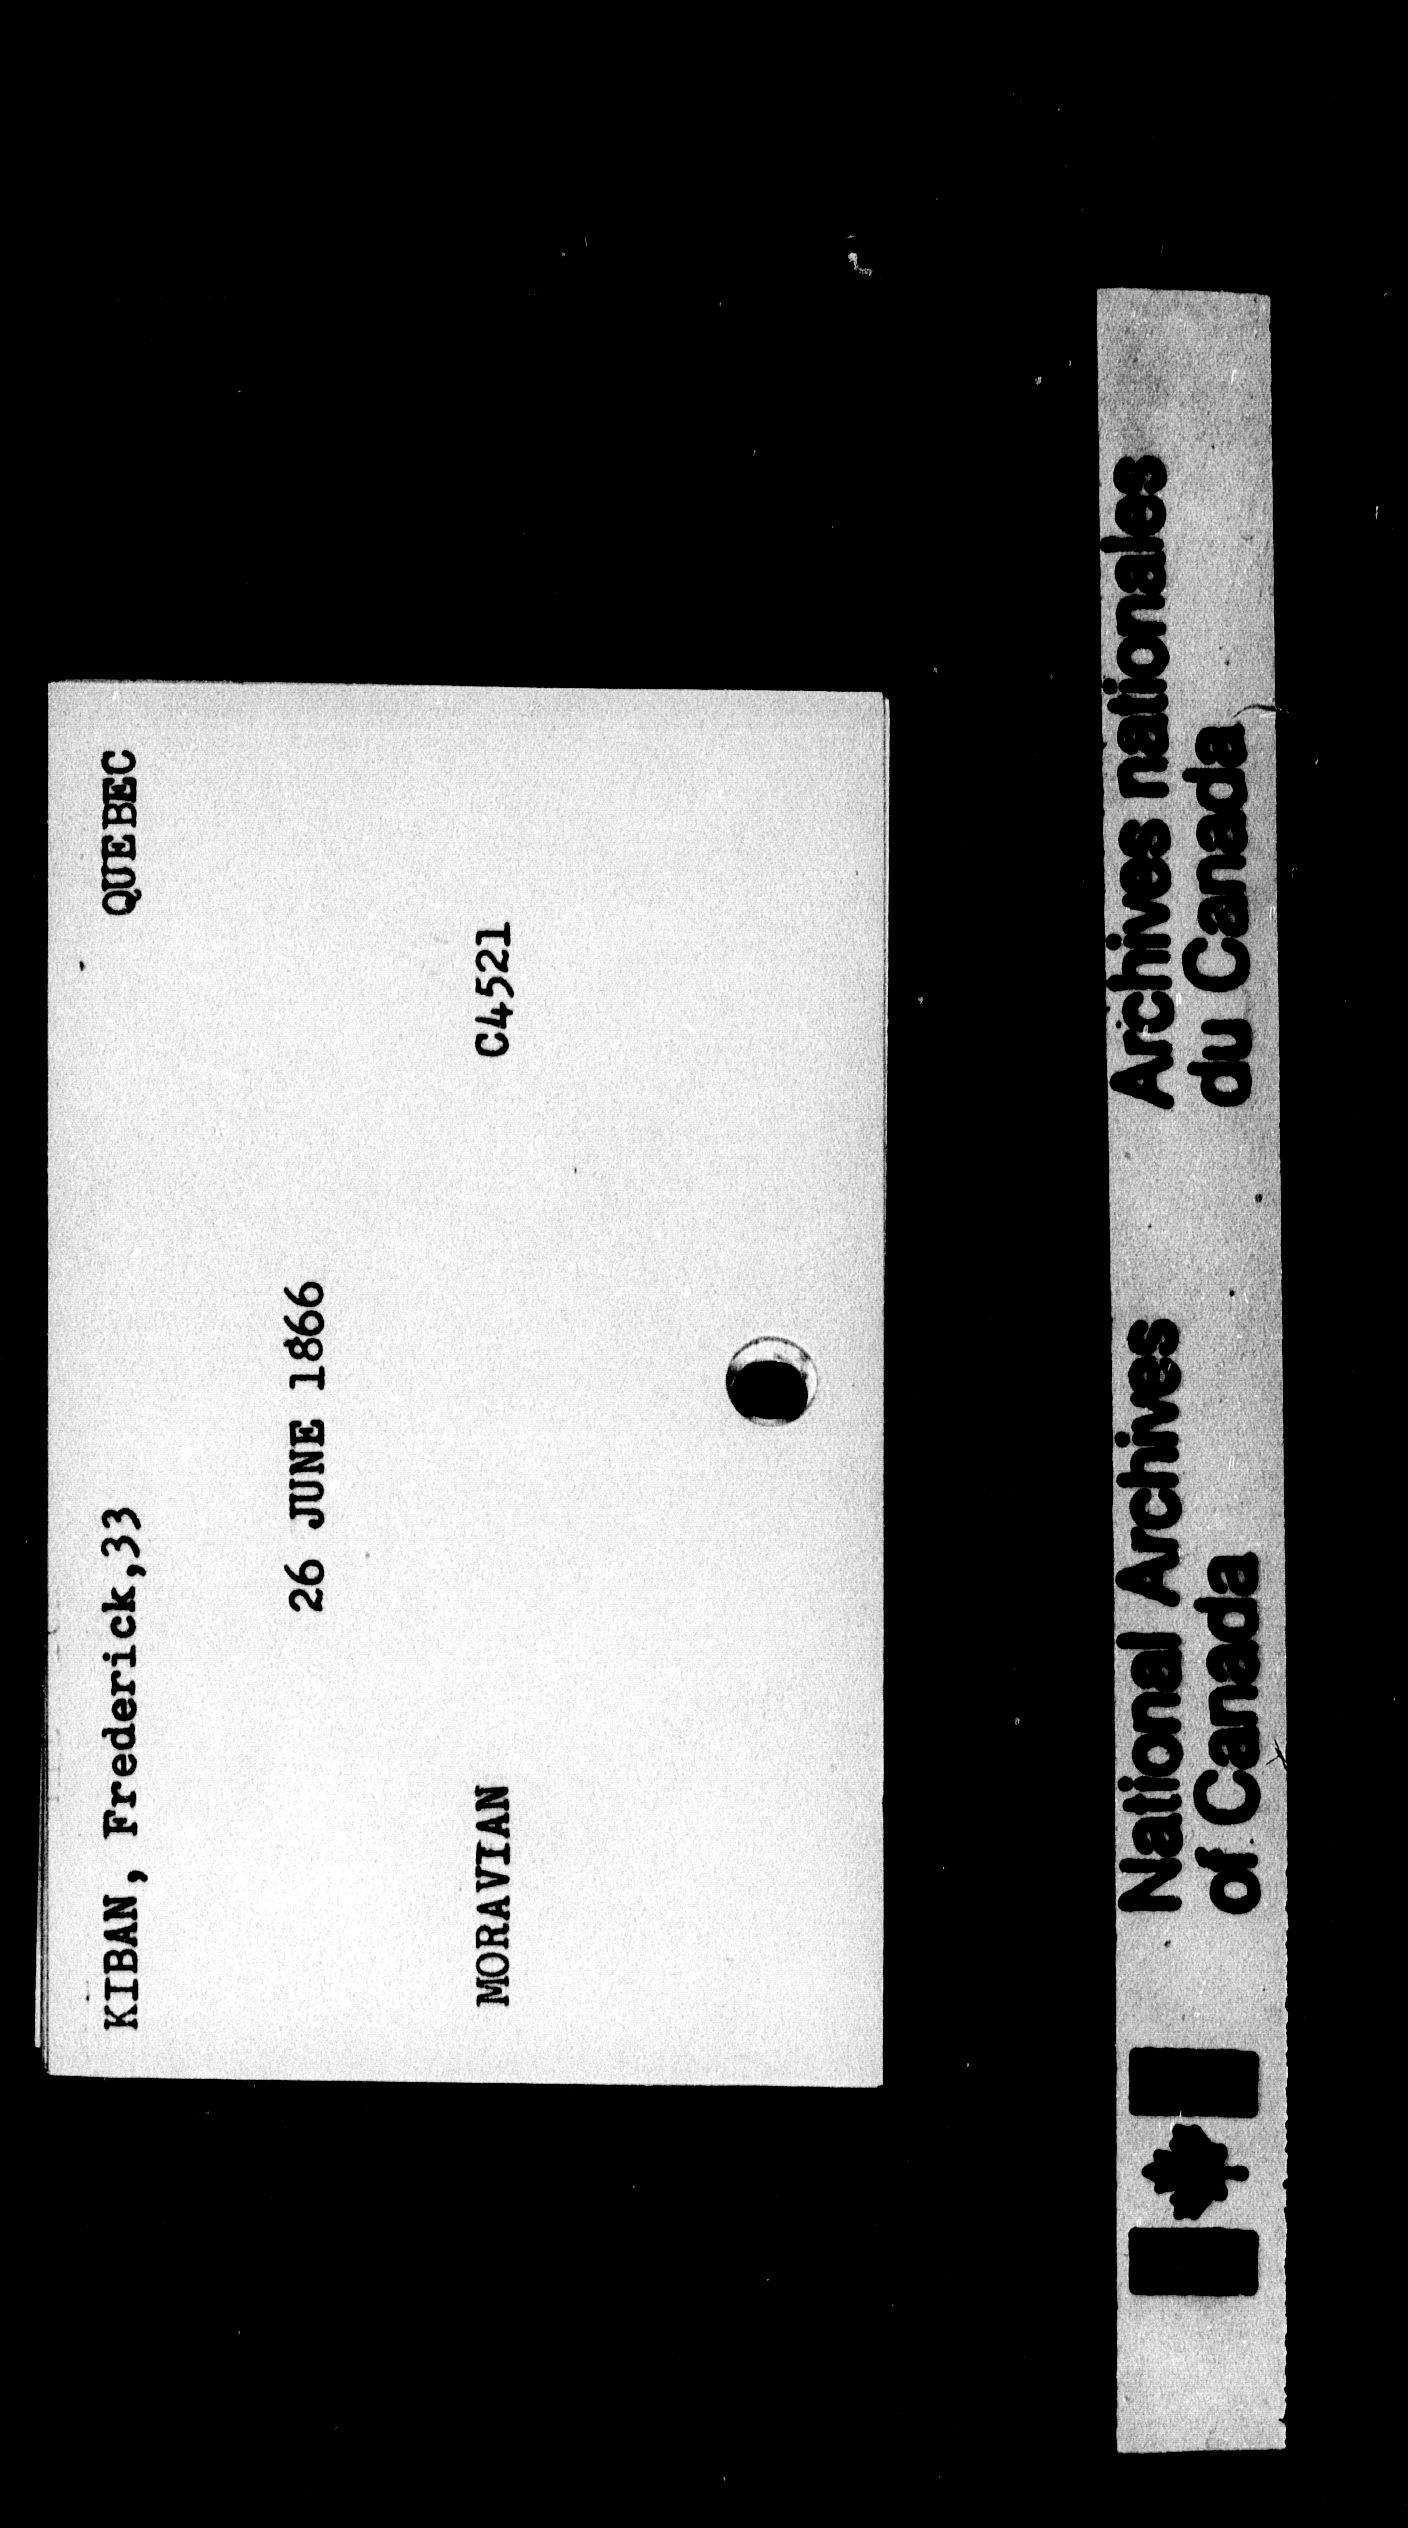 KIBAN, Frederick,33 QUEBEC
26 JUNE 1866
MORAVIAN C4521
National Archives
of Canada
Archives nationales
du Canada